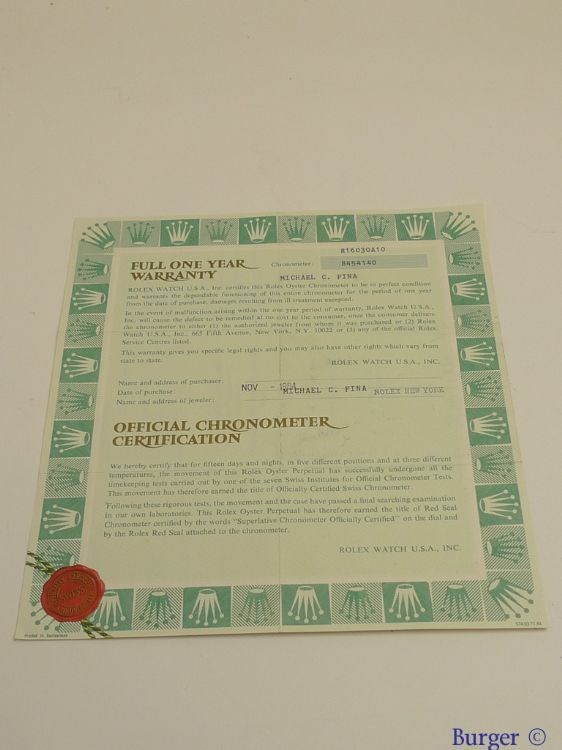 R16030A10
FULL ONE YEAR Chronometer: 8454140
WARRANTY MICHAEL C. FINA
ROLEX WATCH U.S.A., Inc. certifies this Rolex Oyster Chronometer to be in perfect condition
and warrants the dependable functioning of this entire chronometer for the period of one year
from the date of purchase, damages resulting from ill treatment excepted.
In the event of malfunction arising within the one year period of warranty, Rolex Watch U.S.A.,
Inc. will cause the defect to be remedied at no cost to the consumer, once the consumer delivers
the chronometer to either (1) the authorized jeweler from whom it was purchased or (2) Rolex
Watch U.S.A., Inc., 665 Fifth Avenue, New York, N.Y. 10022 or (3) any of the official Rolex
Service Centres listed.
This warranty gives you specific legal rights and you may also have other rights which vary from
state to state.
ROLEX WATCH U.S.A., INC.
Name and address of purchaser:
Date of purchase: NOV - 1984
Name and address of jeweler: MICHAEL C. FINA ROLEX NEW YORK
OFFICIAL CHRONOMETER
CERTIFICATION
We hereby certify that for fifteen days and nights, in five different positions and at three different
temperatures, the movement of this Rolex Oyster Perpetual has successfully undergone all the
timekeeping tests carried out by one of the seven Swiss Institutes for Official Chronometer Tests.
This movement has therefore earned the title of Officially Certified Swiss Chronometer.
Following these rigorous tests, the movement and the case have passed a final searching examination
in our own laboratories. This Rolex Oyster Perpetual has therefore earned the title of Red Seal
Chronometer certified by the words "Superlative Chronometer Officially Certified" on the dial and
by the Rolex Red Seal attached to the chronometer.
ROLEX WATCH U.S.A., INC.
Printed in Switzerland
Burger ©